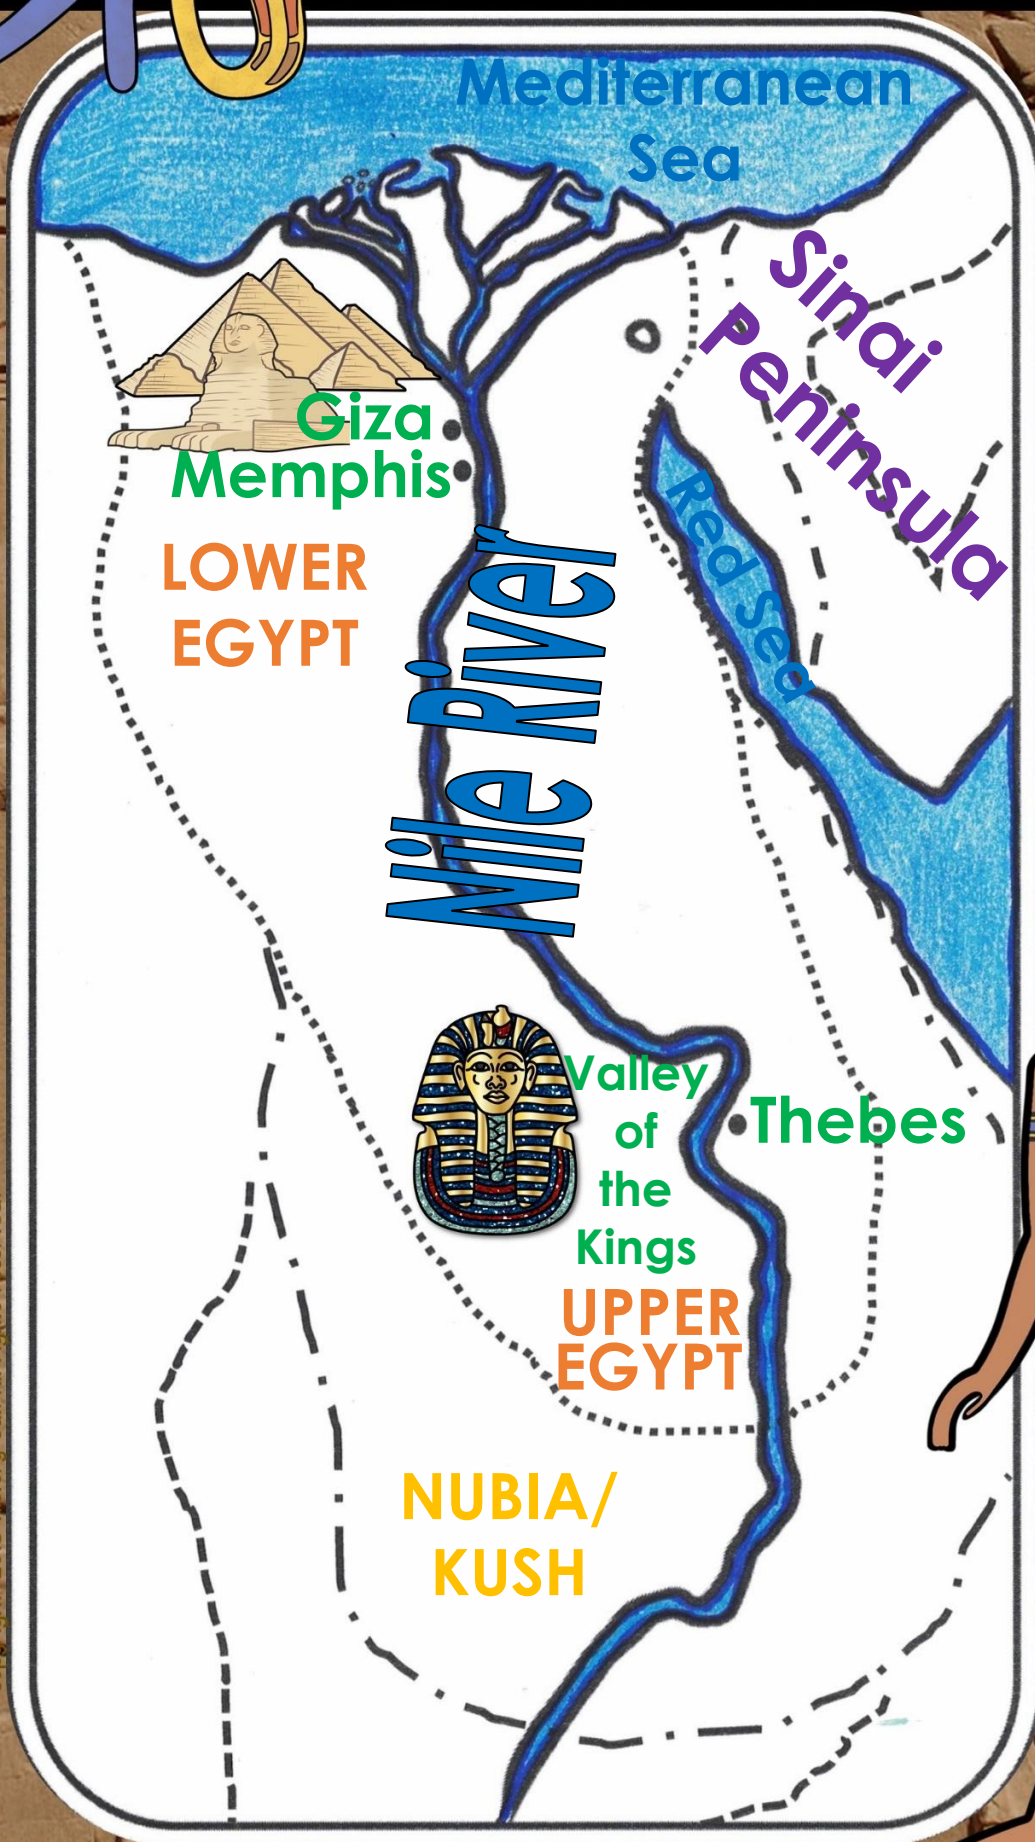 Mediterranean
Sea
Sinai
Peninsula
Giza
Memphis
Red Sea
LOWER
EGYPT
Nile River
Valley
of
the
Kings
Thebes
UPPER
EGYPT
NUBIA/
KUSH